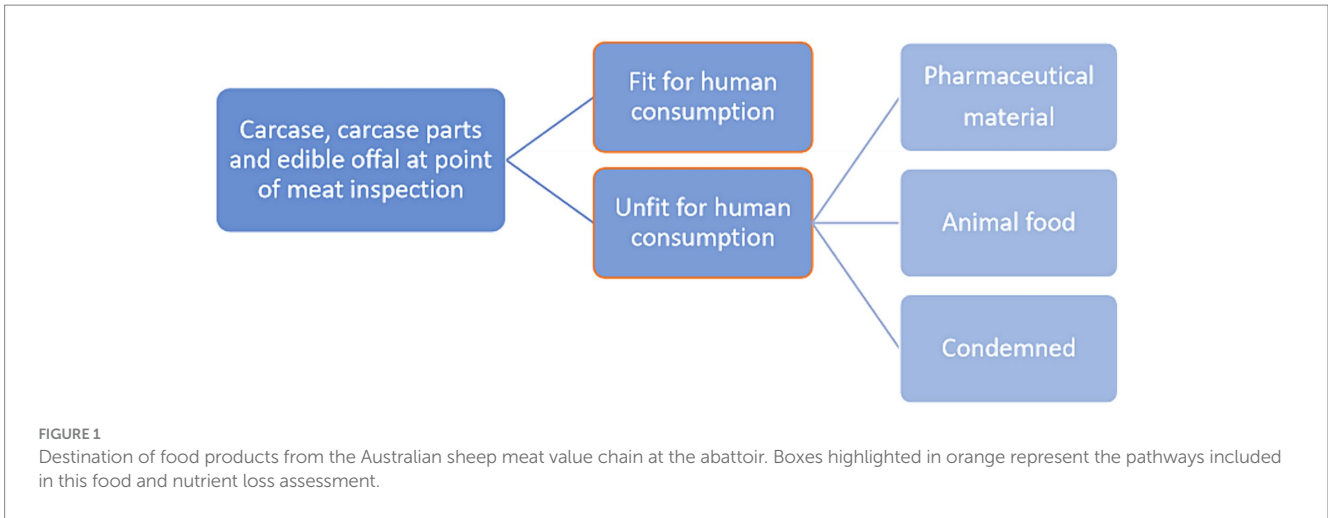 Carcase, carcase parts
and edible offal at point
of meat inspection
Fit for human
consumption
Unfit for human
consumption
Pharmaceutical
material
Animal food
Condemned
FIGURE 1
Destination of food products from the Australian sheep meat value chain at the abattoir. Boxes highlighted in orange represent the pathways included
in this food and nutrient loss assessment.